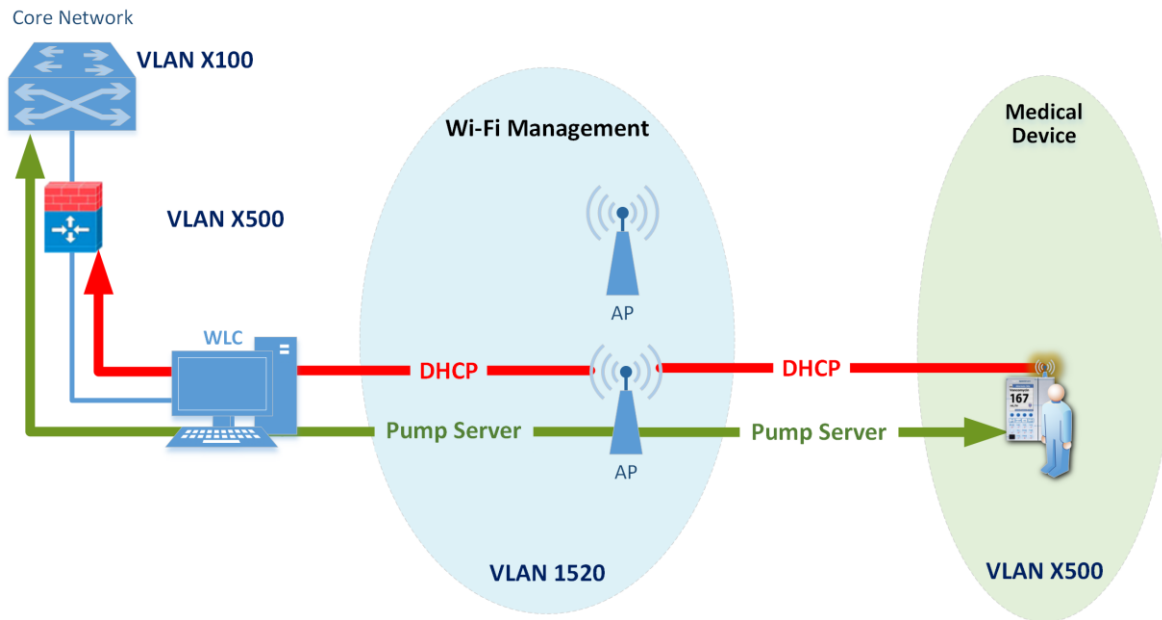 Core Network
VLAN X100
Wi-Fi Management
Medical
Device
VLAN X500
AP
WLC
DHCP
DHCP
167
Pump Server
Pump Server
AP
VLAN 1520
VLAN X500